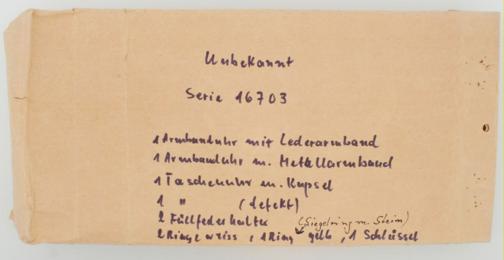 Unbekannt
Serie 16703
1 Armbanduhr mit Lederarmband
1 Armbanduhr m. Metallarmband
1 Taschenuhr m. Kapsel
1 " (defekt)
2 Füllfederhalter (Siegelring m. Stein)
2 Ringe weiss, 1 Ring gelb, 1 Schlüssel